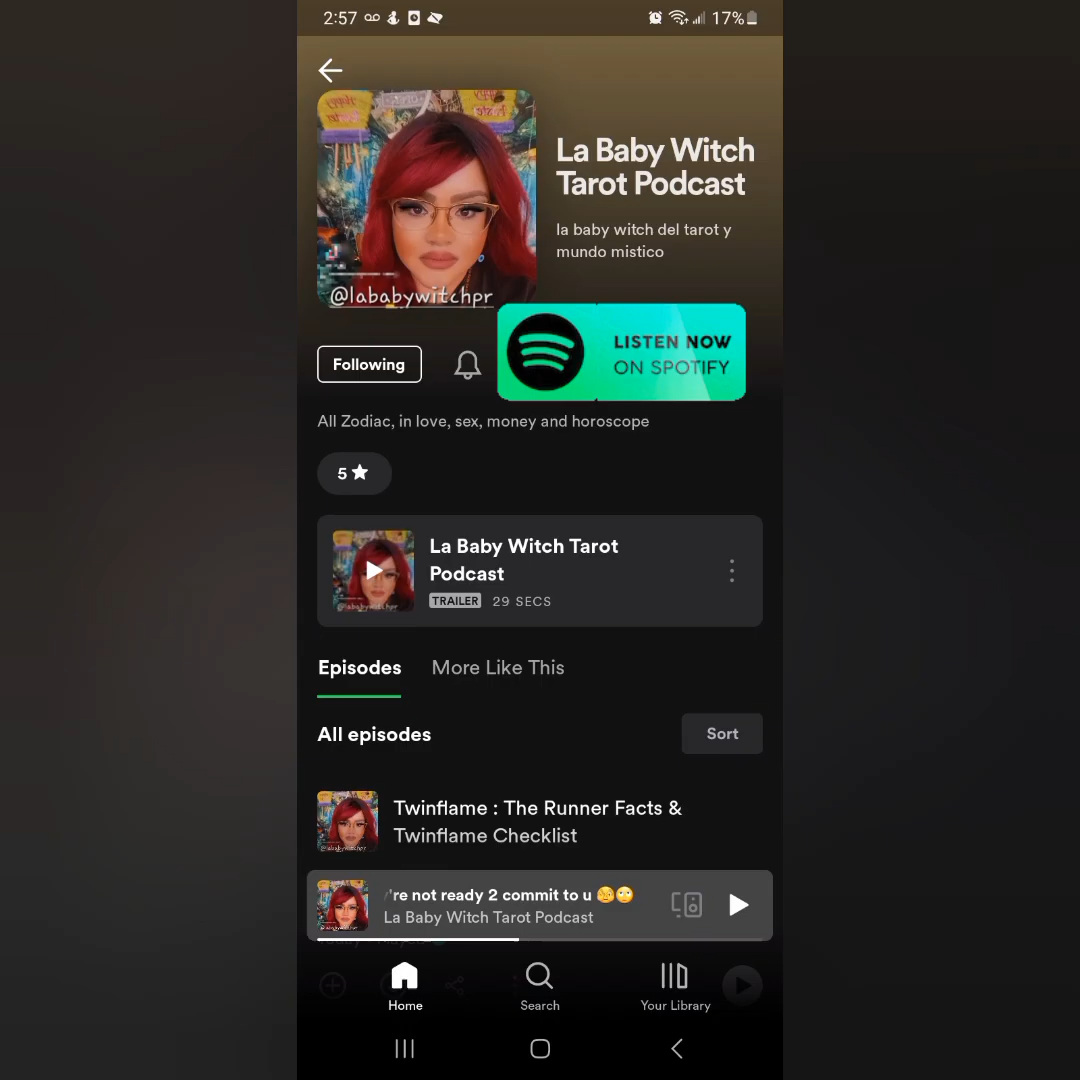 2:57
17%
La Baby Witch
Tarot Podcast
la baby witch del tarot y
mundo mistico
@lababywitchpr
LISTEN NOW
ON SPOTIFY
Following
All Zodiac, in love, sex, money and horoscope
5
La Baby Witch Tarot
Podcast
TRAILER 29 SECS
Episodes More Like This
All episodes
Sort
Twinflame : The Runner Facts &
Twinflame Checklist
're not ready 2 commit to u 🥲🙄
La Baby Witch Tarot Podcast
Home Search Your Library